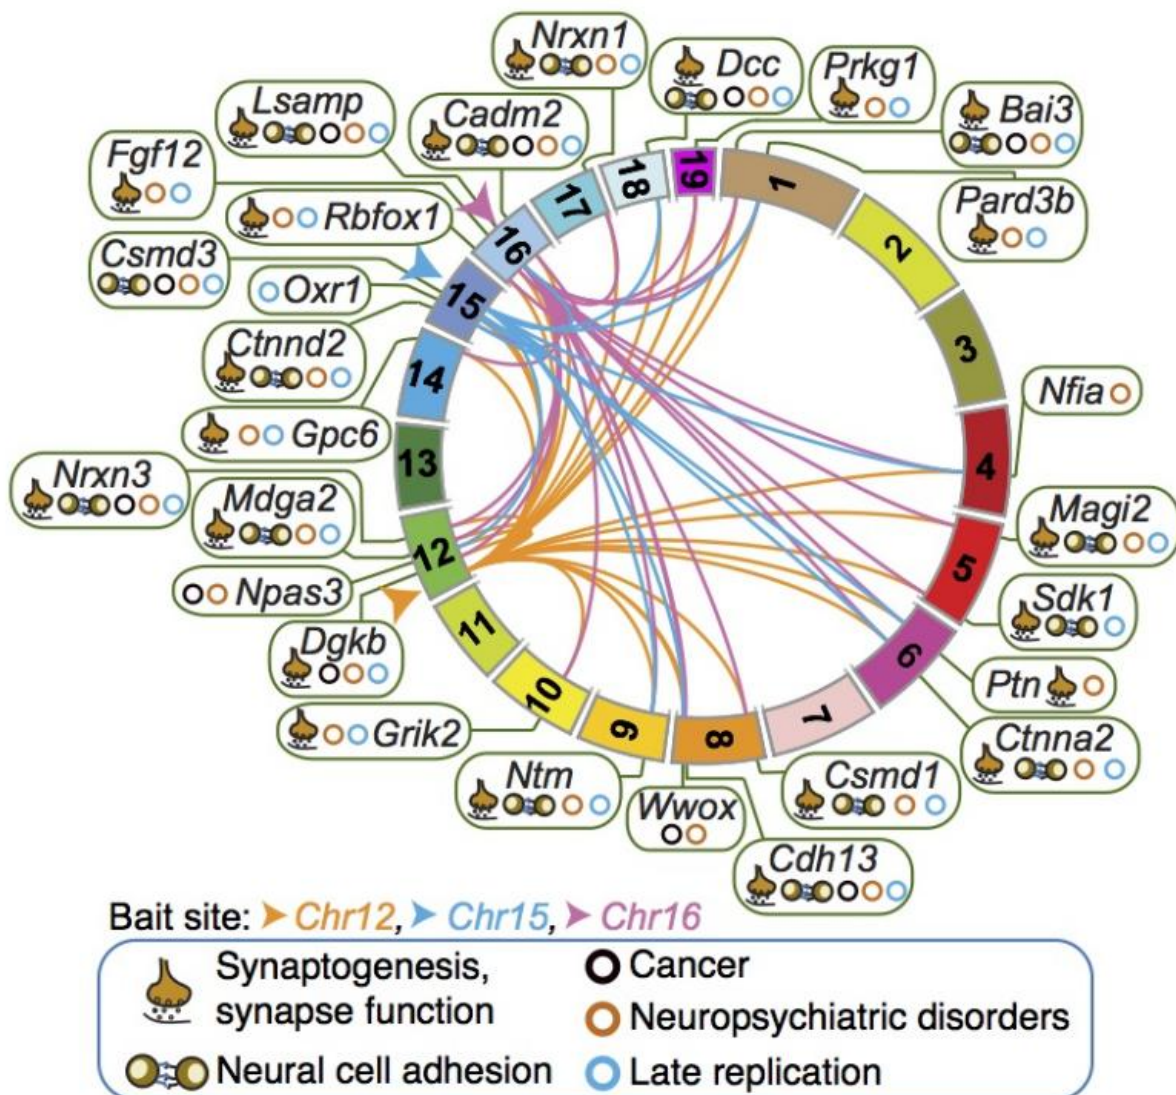 Nrxn1
Dcc
Prkg1
Lsamp
Cadm2
Bai3
Fgf12
Rbfox1
Pard3b
Csmd3
Oxr1
Ctnnd2
Gpc6
Nfia
Nrxn3
Mdga2
Magi2
Npas3
Sdk1
Dgkb
Ptn
Grik2
Ctnna2
Ntm
Wwox
Csmd1
Cdh13
1
2
3
4
5
6
7
8
9
10
11
12
13
14
15
16
17
18
19
Bait site: Chr12, Chr15, Chr16
Synaptogenesis,
synapse function
Neural cell adhesion
Cancer
Neuropsychiatric disorders
Late replication